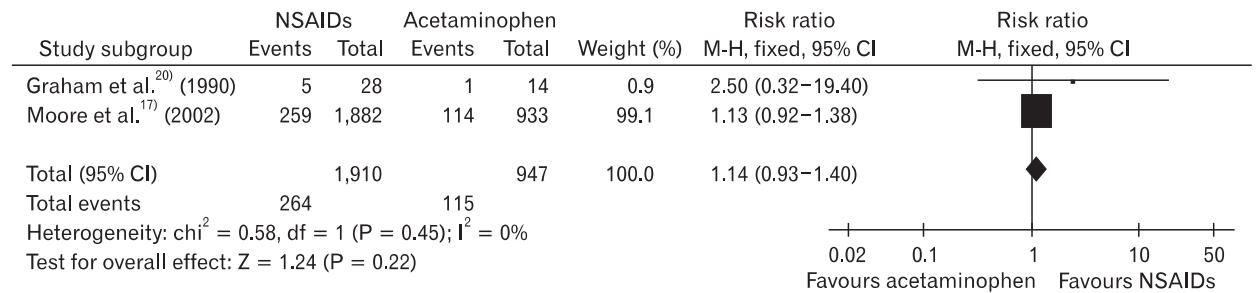 NSAIDs Acetaminophen Risk ratio Risk ratio
Study subgroup Events Total Events Total Weight (%) M-H, fixed, 95% CI M-H, fixed, 95% CI
Graham et al.20) (1990) 5 28 1 14 0.9 2.50 (0.32–19.40)
Moore et al.17) (2002) 259 1,882 114 933 99.1 1.13 (0.92–1.38)
Total (95% CI) 1,910 947 100.0 1.14 (0.93–1.40)
Total events 264 115
Heterogeneity: chi2 = 0.58, df = 1 (P = 0.45); I2 = 0%
Test for overall effect: Z = 1.24 (P = 0.22)
0.02 0.1 1 10 50
Favours acetaminophen Favours NSAIDs